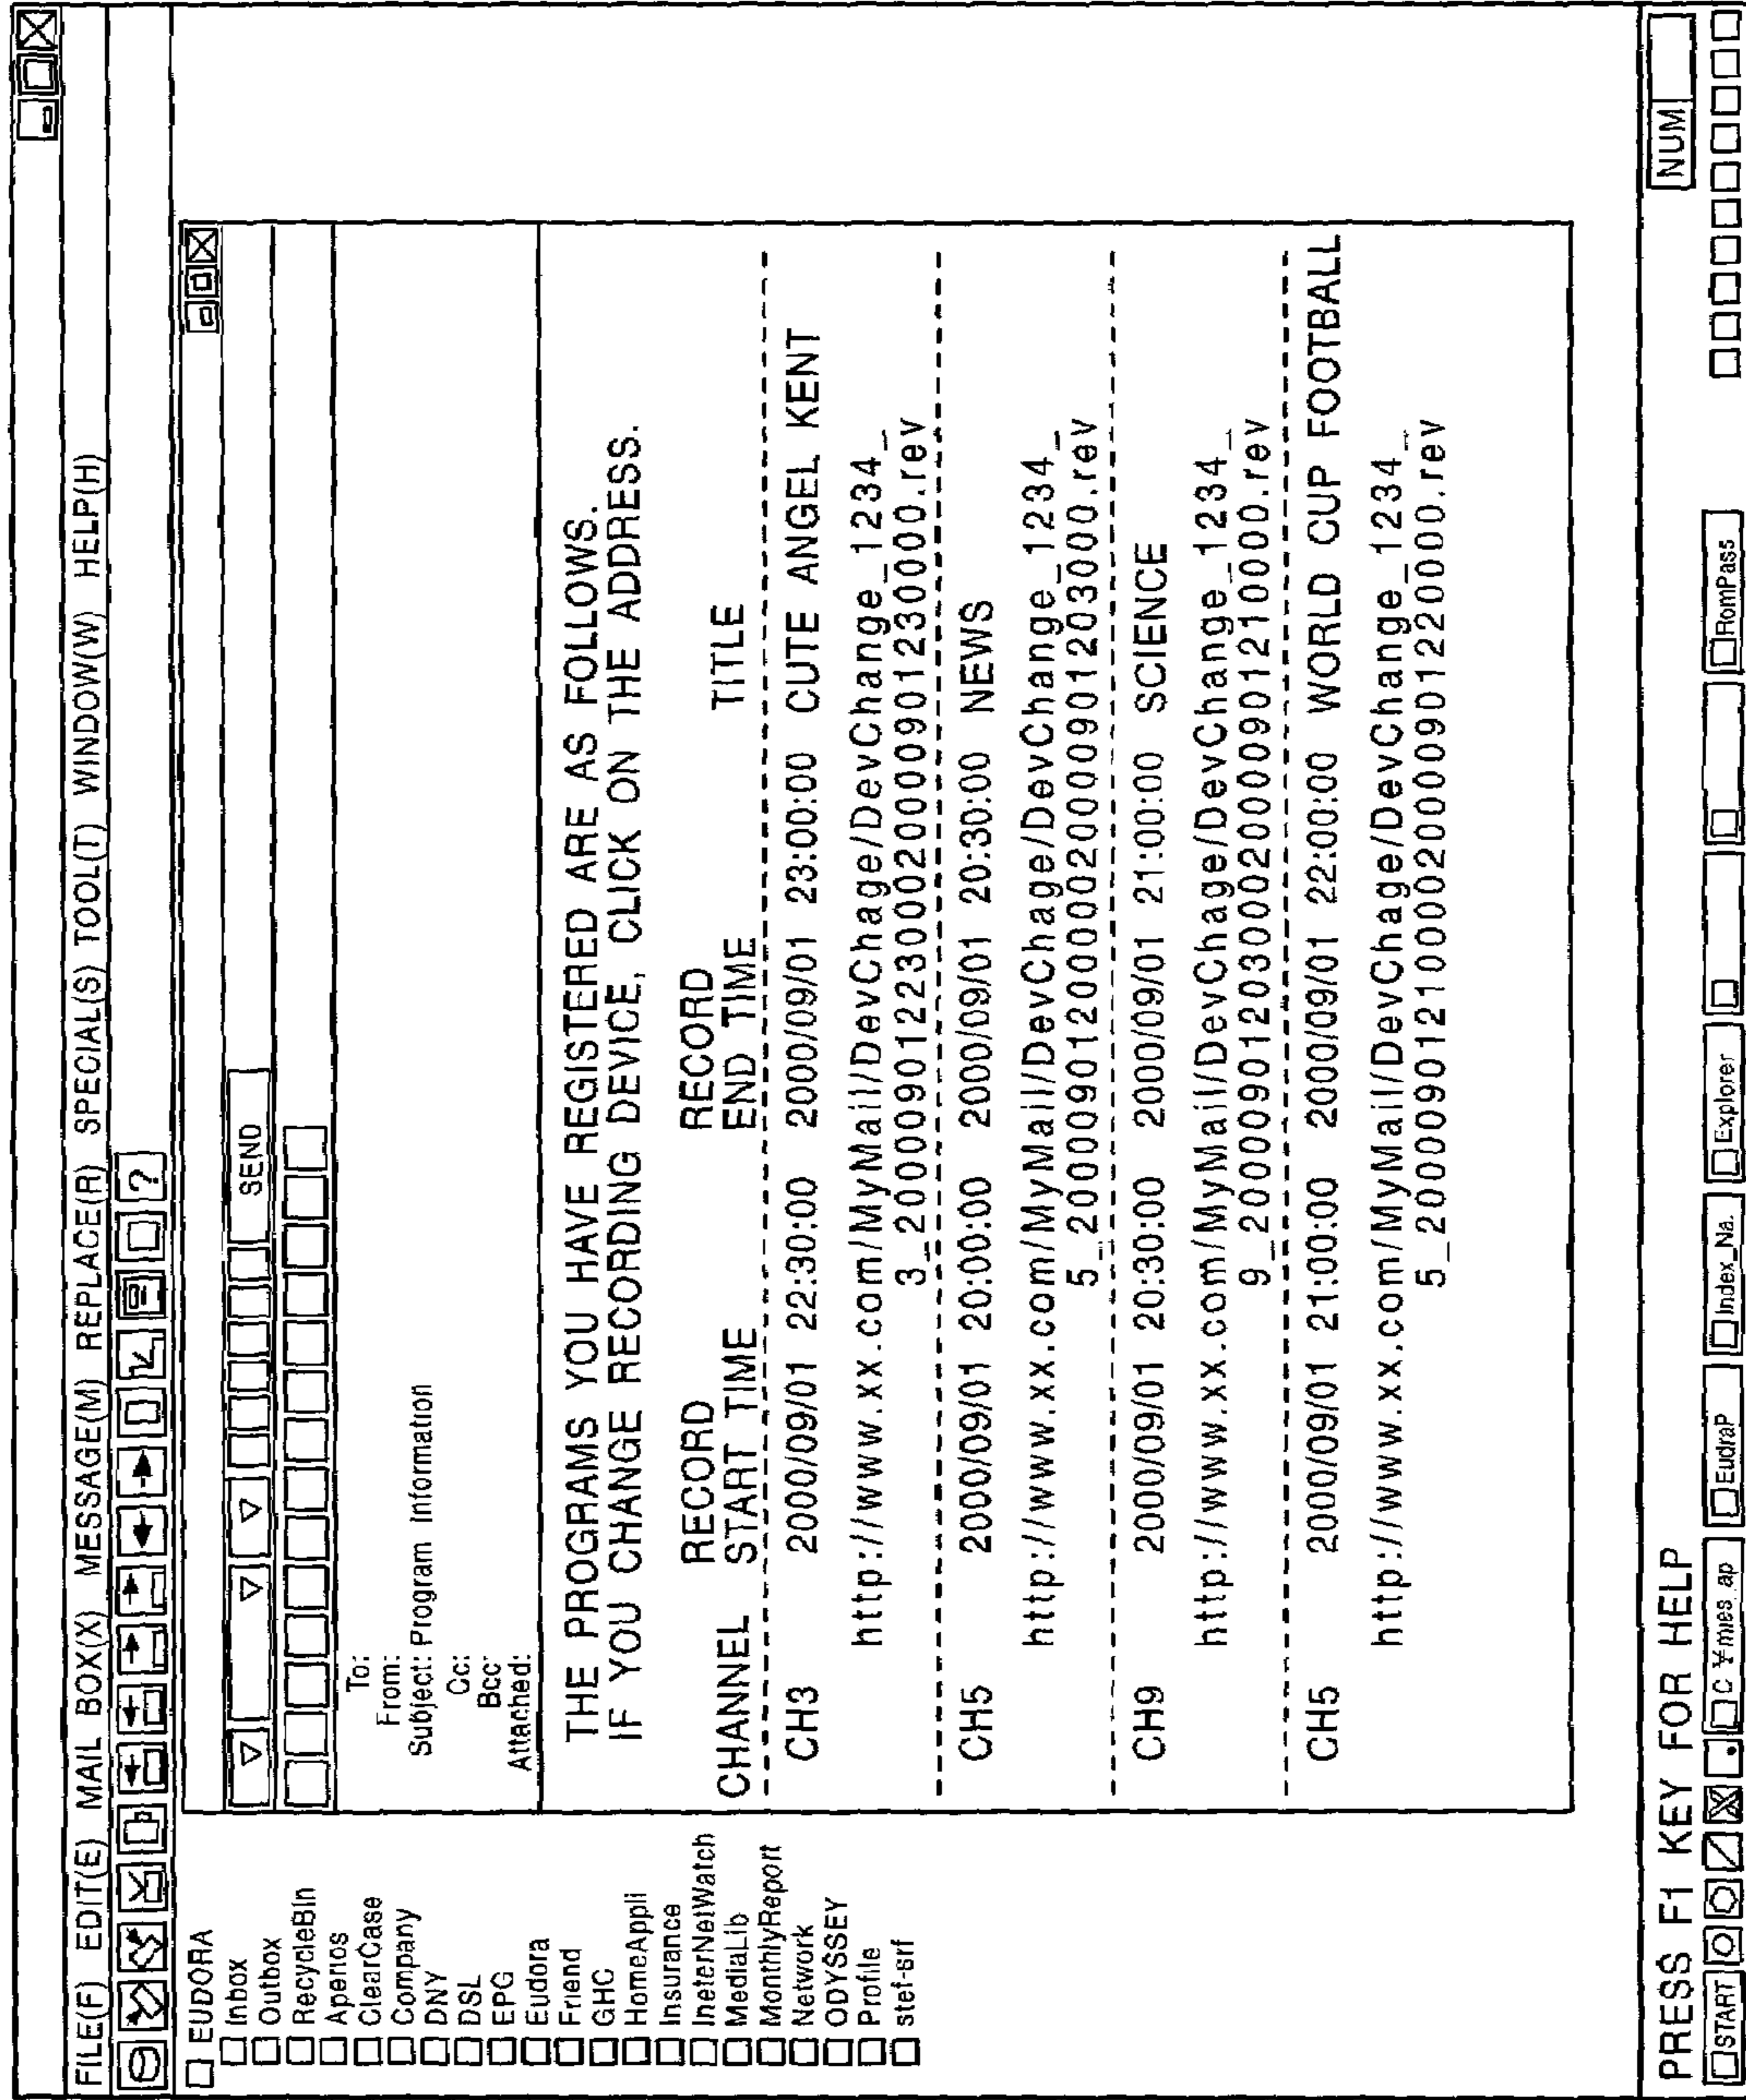 FILE(F) EDIT(E) MAIL BOX(X) MESSAGE(M) REPLACE(R) SPECIAL(S) TOOL(T) WINDOW(W) HELP(H)
?
EUDORA
Inbox
Outbox
RecycleBin
Aperios
ClearCase
Company
DNY
DSL
EPG
Eudora
Friend
GHC
HomeAppli
Insurance
IneterNetWatch
MediaLib
MonthlyReport
Network
ODYSSEY
Profile
stef-srf
SEND
To:
From:
Subject: Program Information
Cc:
Bcc:
Attached:
THE PROGRAMS YOU HAVE REGISTERED ARE AS FOLLOWS.
IF YOU CHANGE RECORDING DEVICE, CLICK ON THE ADDRESS.
RECORD RECORD
CHANNEL START TIME END TIME TITLE
CH3 2000/09/01 22:30:00 2000/09/01 23:00:00 CUTE ANGEL KENT
http://www.xx.com/MyMail/DevChage/DevChange_1234_
3_20000901223000200009012300​00.rev
CH5 2000/09/01 20:00:00 2000/09/01 20:30:00 NEWS
http://www.xx.com/MyMail/DevChage/DevChange_1234_
5_2000090120000020000901203000.rev
CH9 2000/09/01 20:30:00 2000/09/01 21:00:00 SCIENCE
http://www.xx.com/MyMail/DevChage/DevChange_1234_
9_2000090120300020000901210000.rev
CH5 2000/09/01 21:00:00 2000/09/01 22:00:00 WORLD CUP FOOTBALL
http://www.xx.com/MyMail/DevChage/DevChange_1234_
5_2000090121000020000901220000.rev
PRESS F1 KEY FOR HELP
NUM
START
C ¥mes ap
EudraP
Index_Na.
Explorer
RomPass